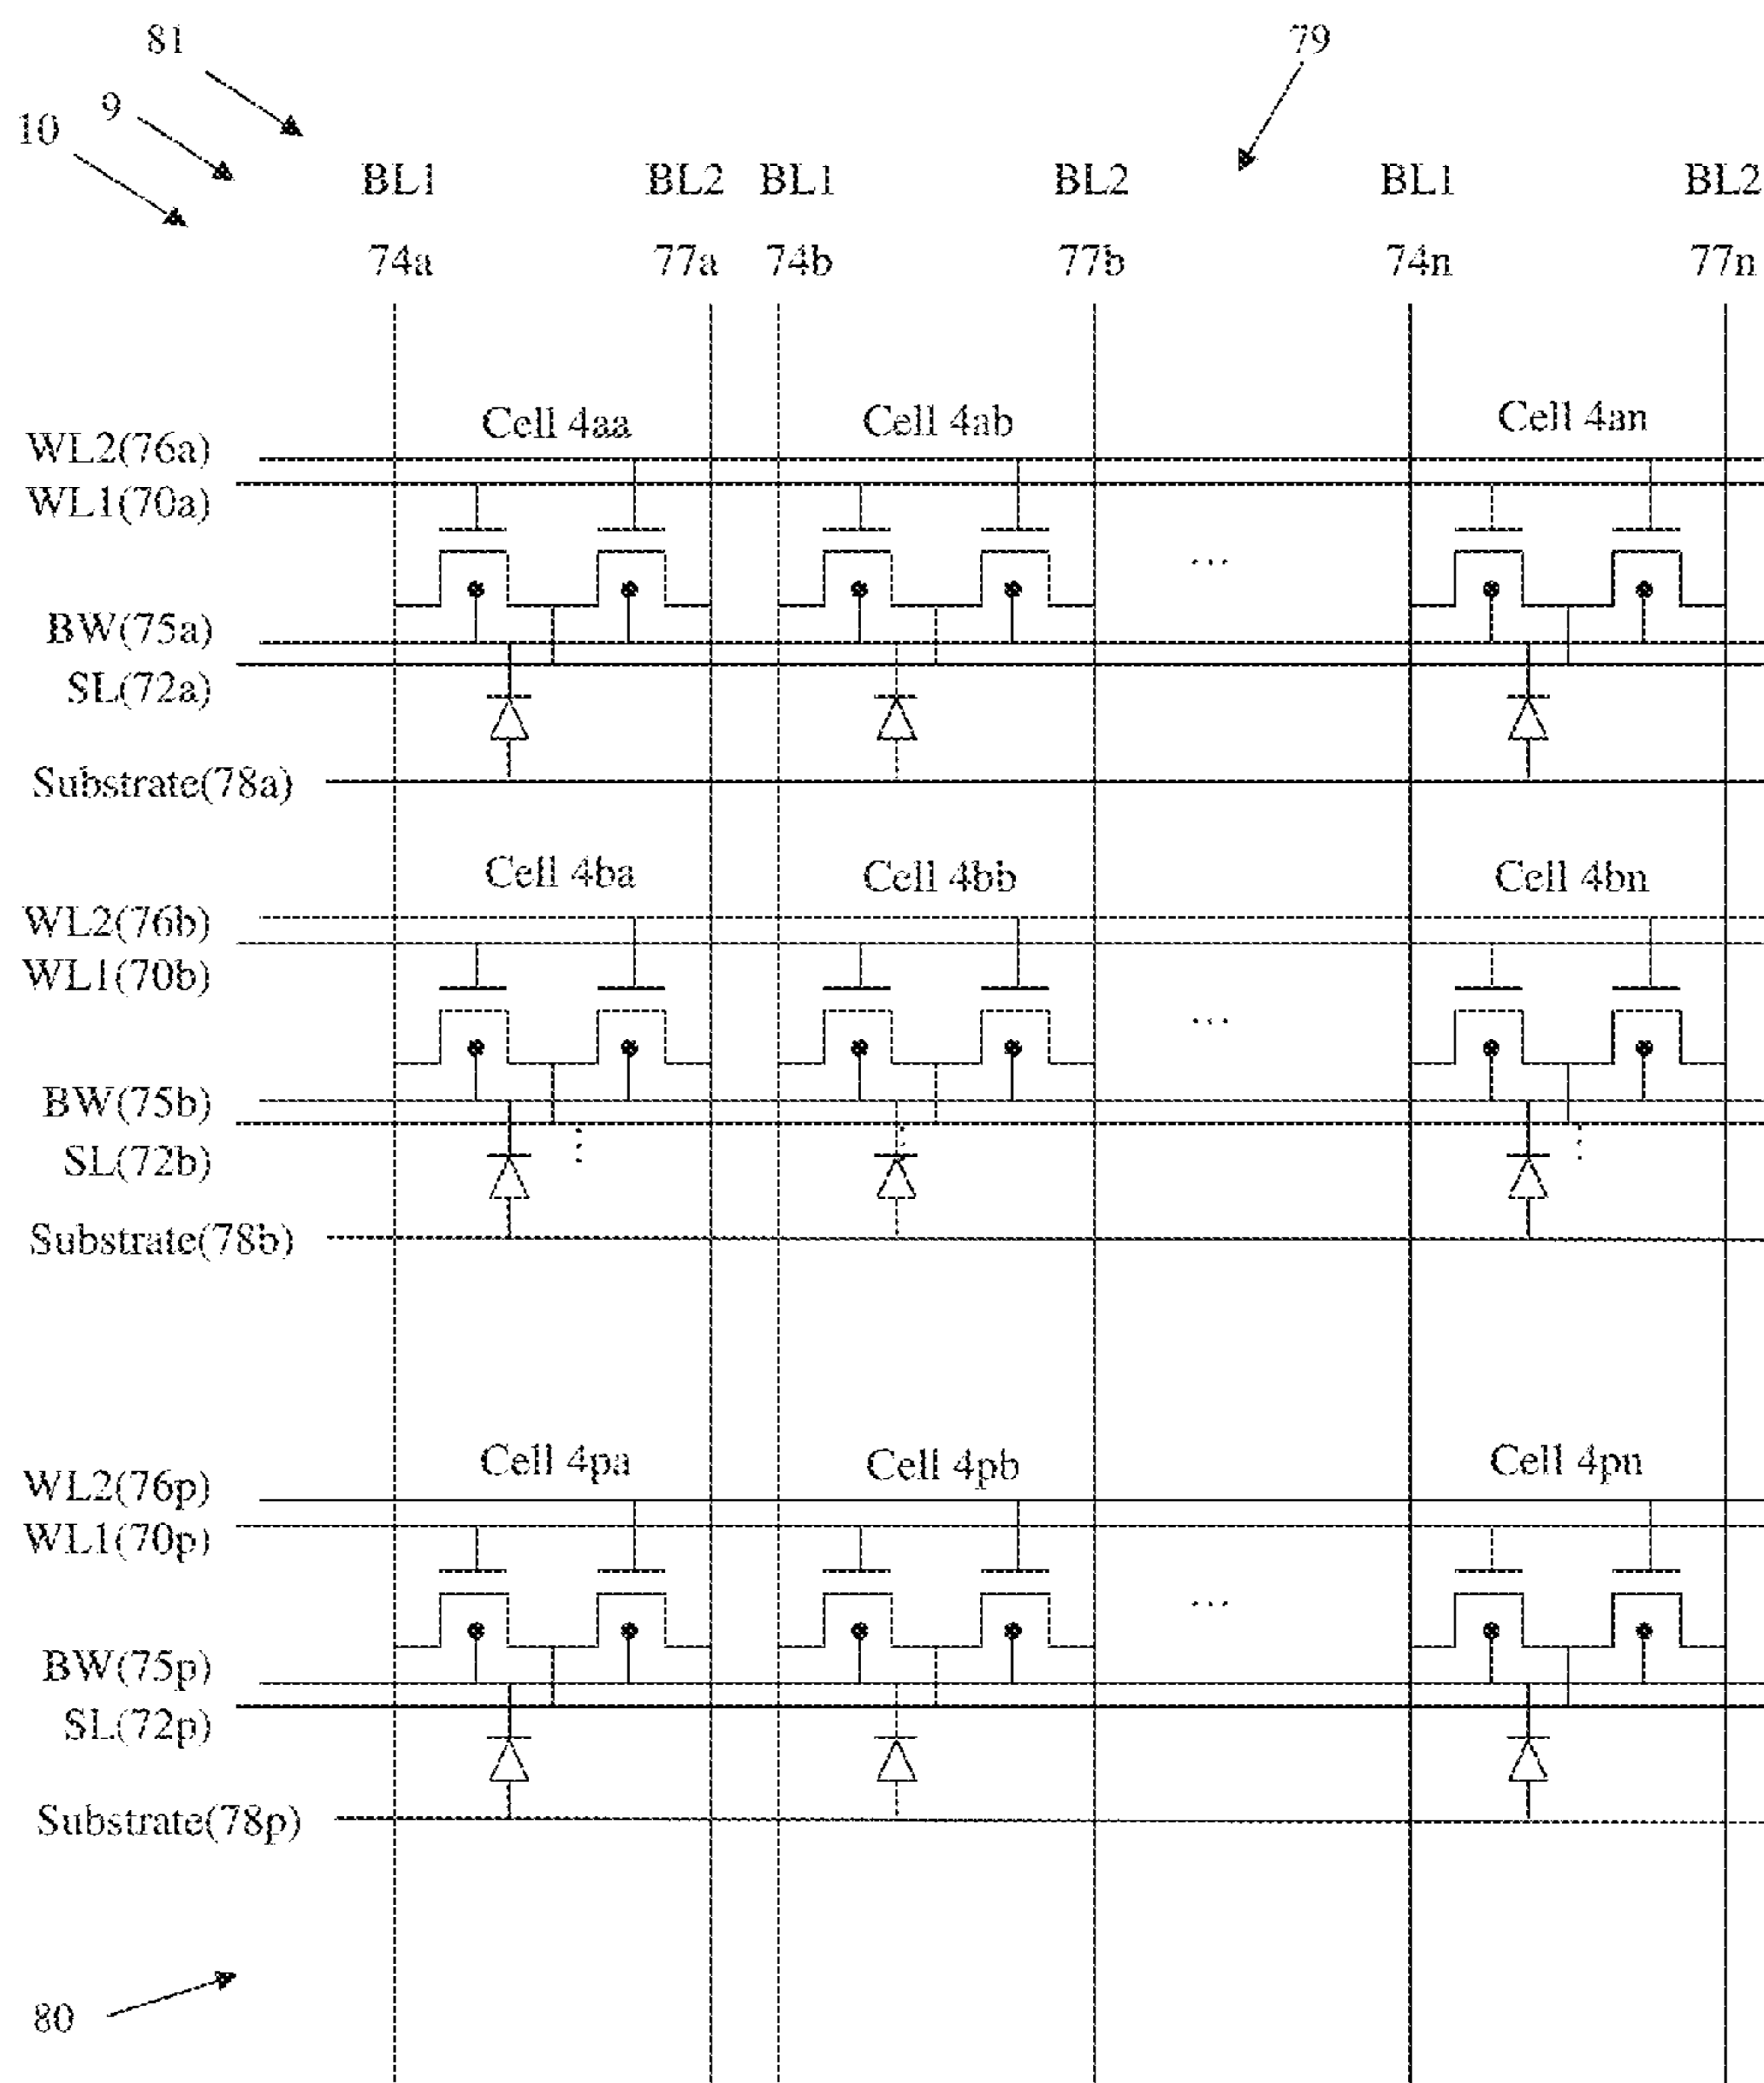 81
79
9
10
BL1 BL2 BL1 BL2 BL1 BL2
74a 77a 74b 77b 74n 77n
Cell 4aa Cell 4ab Cell 4an
WL2(76a)
WL1(70a)
...
BW(75a)
SL(72a)
Substrate(78a)
Cell 4ba Cell 4bb Cell 4bn
WL2(76b)
WL1(70b)
...
BW(75b)
SL(72b)
Substrate(78b)
Cell 4pa Cell 4pb Cell 4pn
WL2(76p)
WL1(70p)
...
BW(75p)
SL(72p)
Substrate(78p)
80